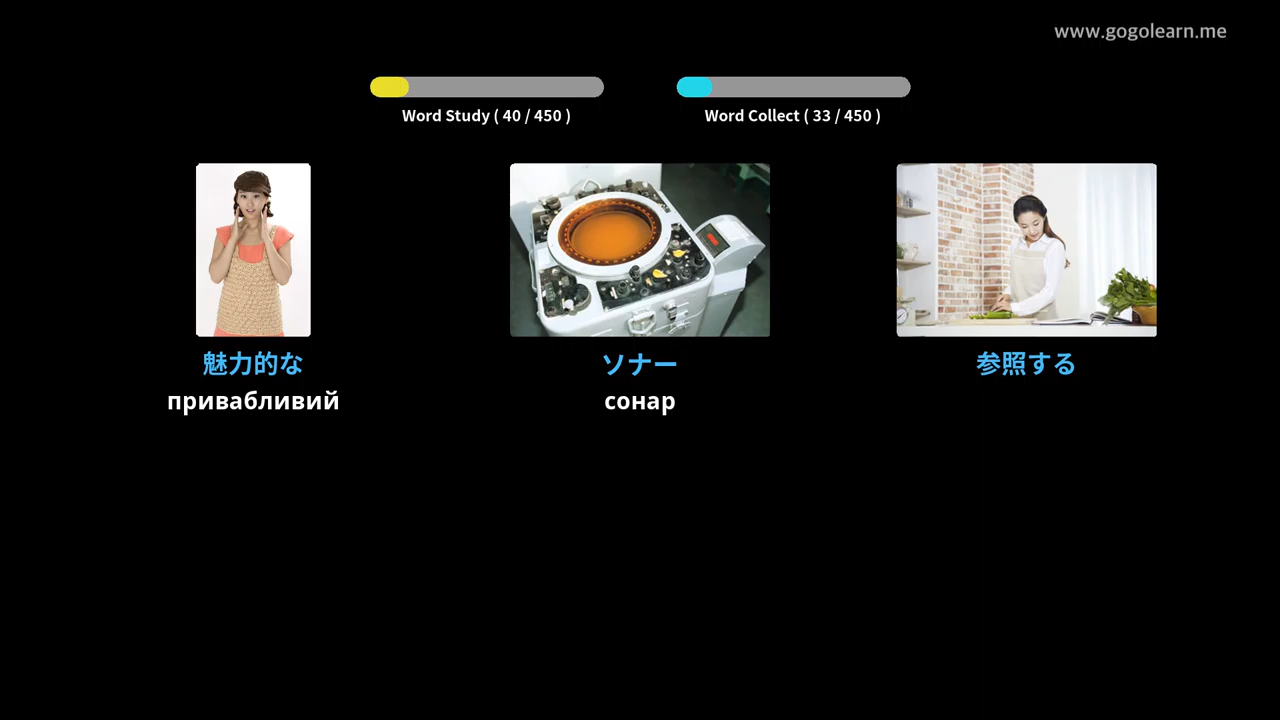 www.gogolearn.me
Word Study ( 40 / 450 )
Word Collect ( 33 / 450 )
魅力的な
ソナー
参照する
привабливий
сонар